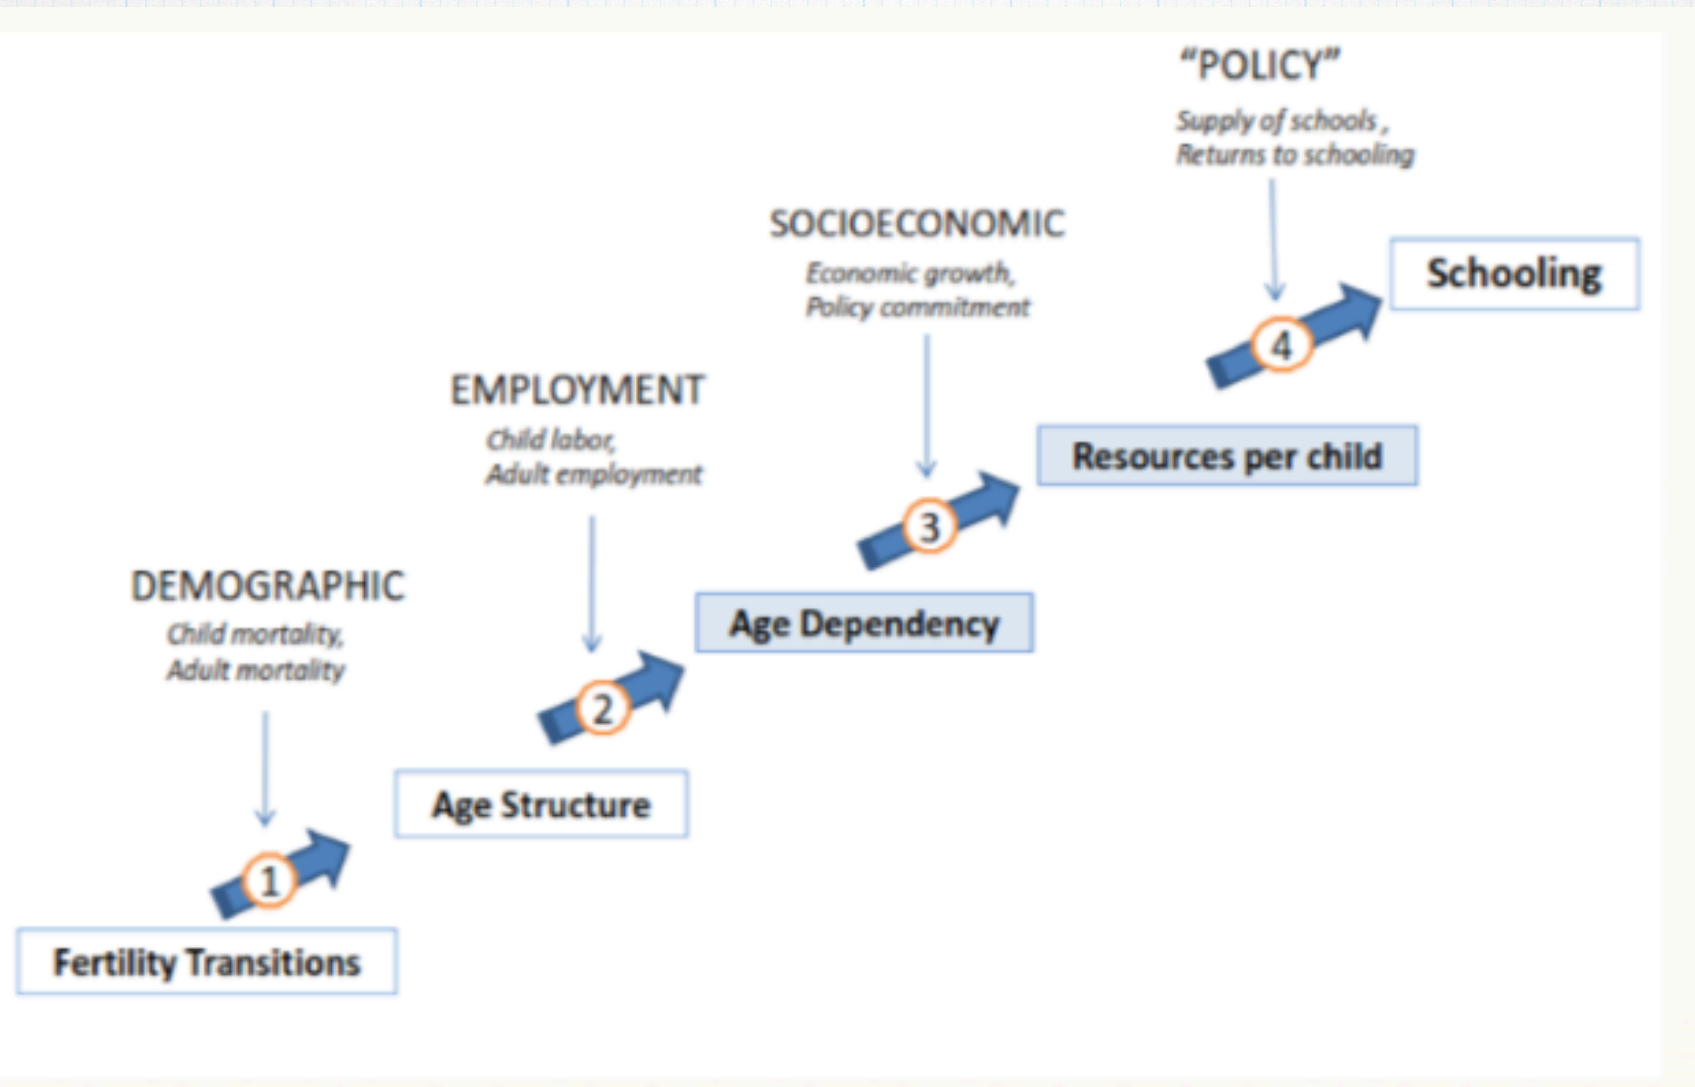 “POLICY”
Supply of schools ,
Returns to schooling
SOCIOECONOMIC
Economic growth,
Policy commitment
Schooling
4
EMPLOYMENT
Child labor,
Adult employment
Resources per child
3
DEMOGRAPHIC
Child mortality,
Adult mortality
Age Dependency
2
Age Structure
1
Fertility Transitions